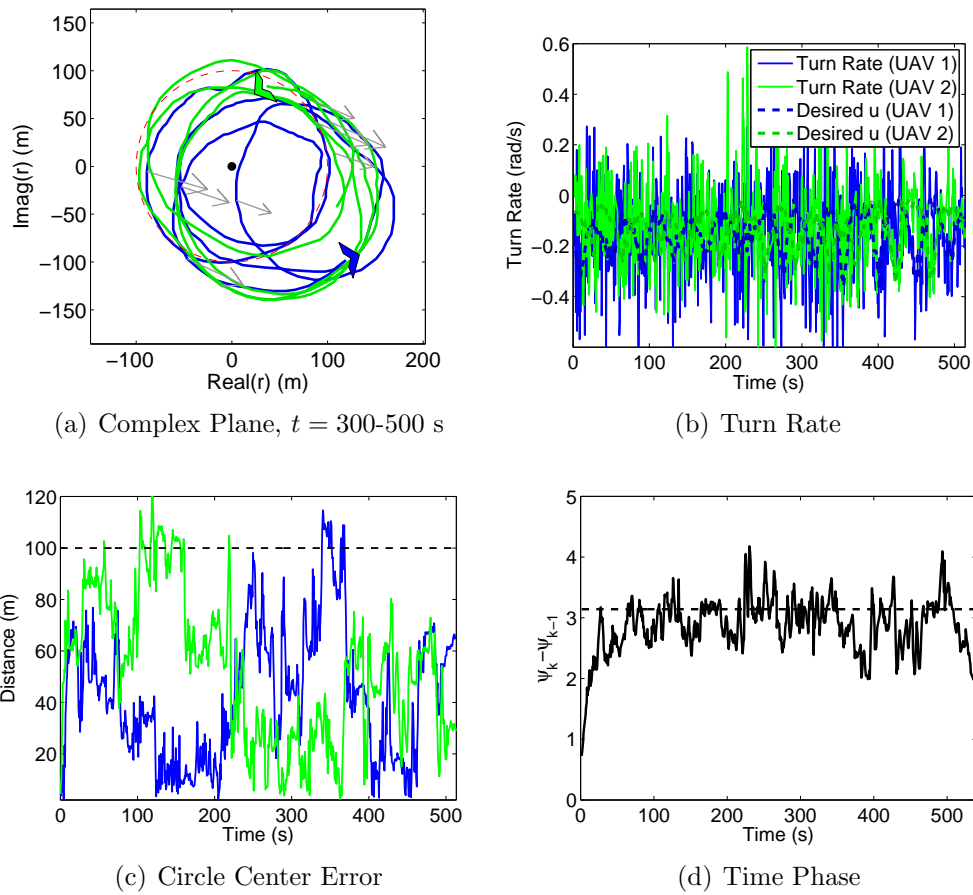 150
100
50
0
−50
−100
−150
Imag(r) (m)
−100 0 100 200
Real(r) (m)
(a) Complex Plane, t = 300-500 s
0.6
0.4
0.2
0
−0.2
−0.4
Turn Rate (rad/s)
Turn Rate (UAV 1)
Turn Rate (UAV 2)
Desired u (UAV 1)
Desired u (UAV 2)
0 100 200 300 400 500
Time (s)
(b) Turn Rate
120
100
80
60
40
20
Distance (m)
0 100 200 300 400 500
Time (s)
(c) Circle Center Error
5
4
3
2
1
0
Ψk−Ψk−1
0 100 200 300 400 500
Time (s)
(d) Time Phase